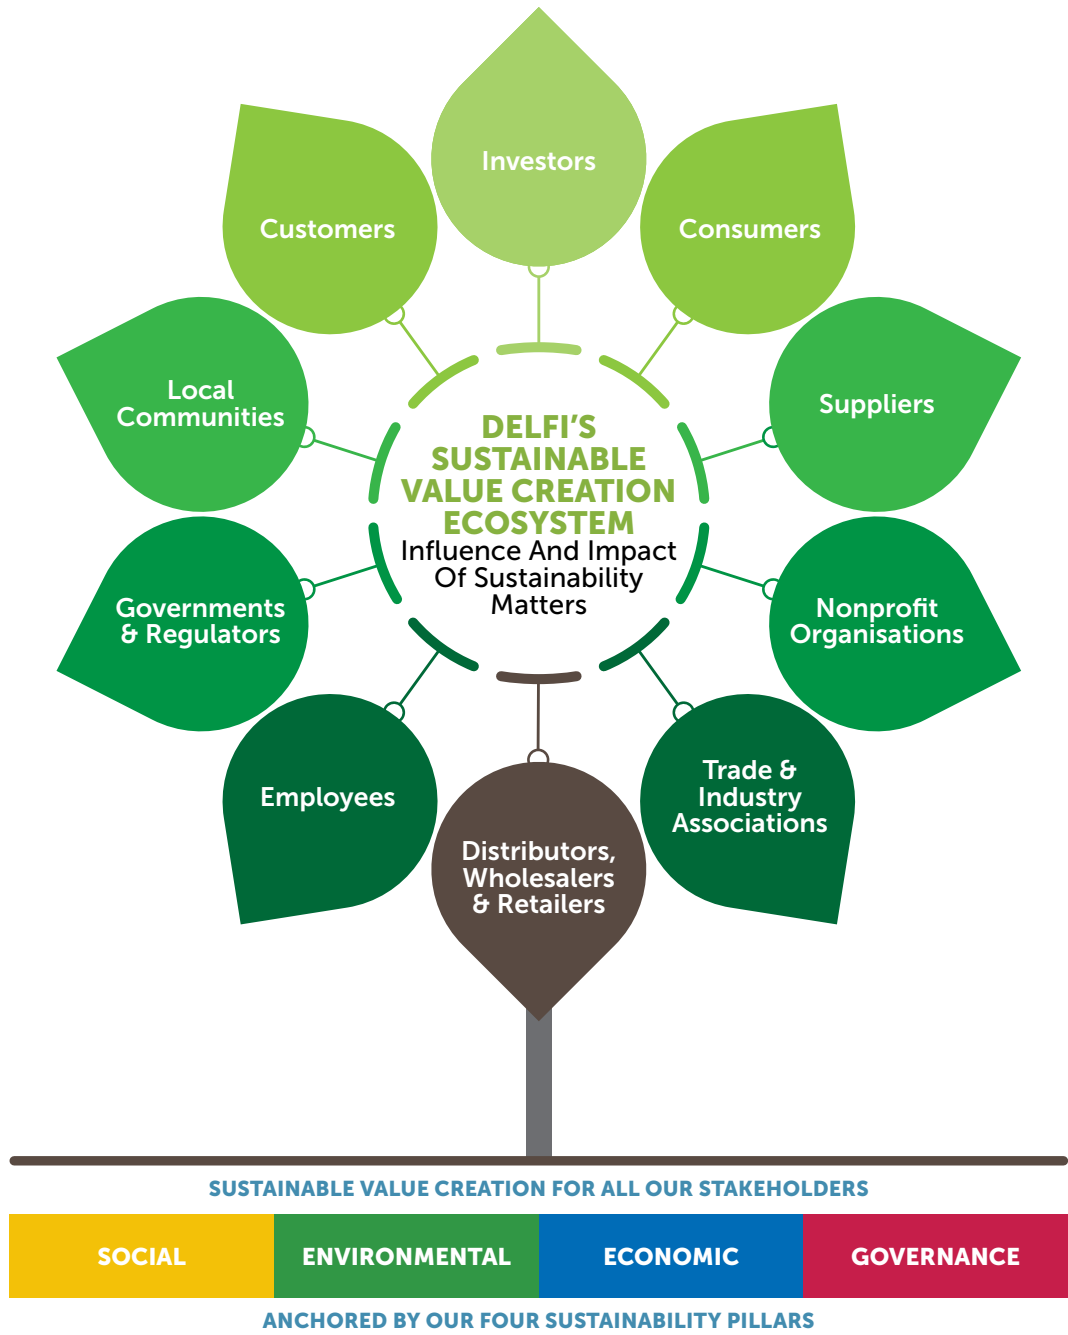 Investors
Customers
Consumers
Local
Communities
Suppliers
DELFI'S
SUSTAINABLE
VALUE CREATION
ECOSYSTEM
Influence And Impact
Of Sustainability
Matters
Governments
& Regulators
Nonprofit
Organisations
Employees
Trade &
Industry
Associations
Distributors,
Wholesalers
& Retailers
SUSTAINABLE VALUE CREATION FOR ALL OUR STAKEHOLDERS
SOCIAL
ENVIRONMENTAL
ECONOMIC
GOVERNANCE
ANCHORED BY OUR FOUR SUSTAINABILITY PILLARS